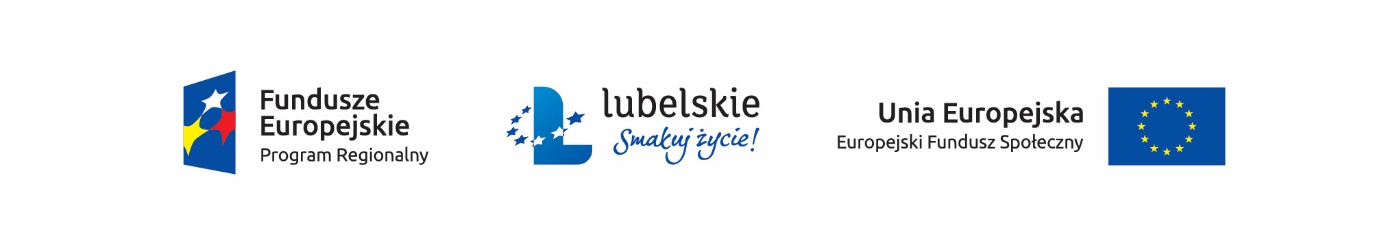 Fundusze
Europejskie
Program Regionalny
lubelskie
Smakuj życie!
Unia Europejska
Europejski Fundusz Społeczny